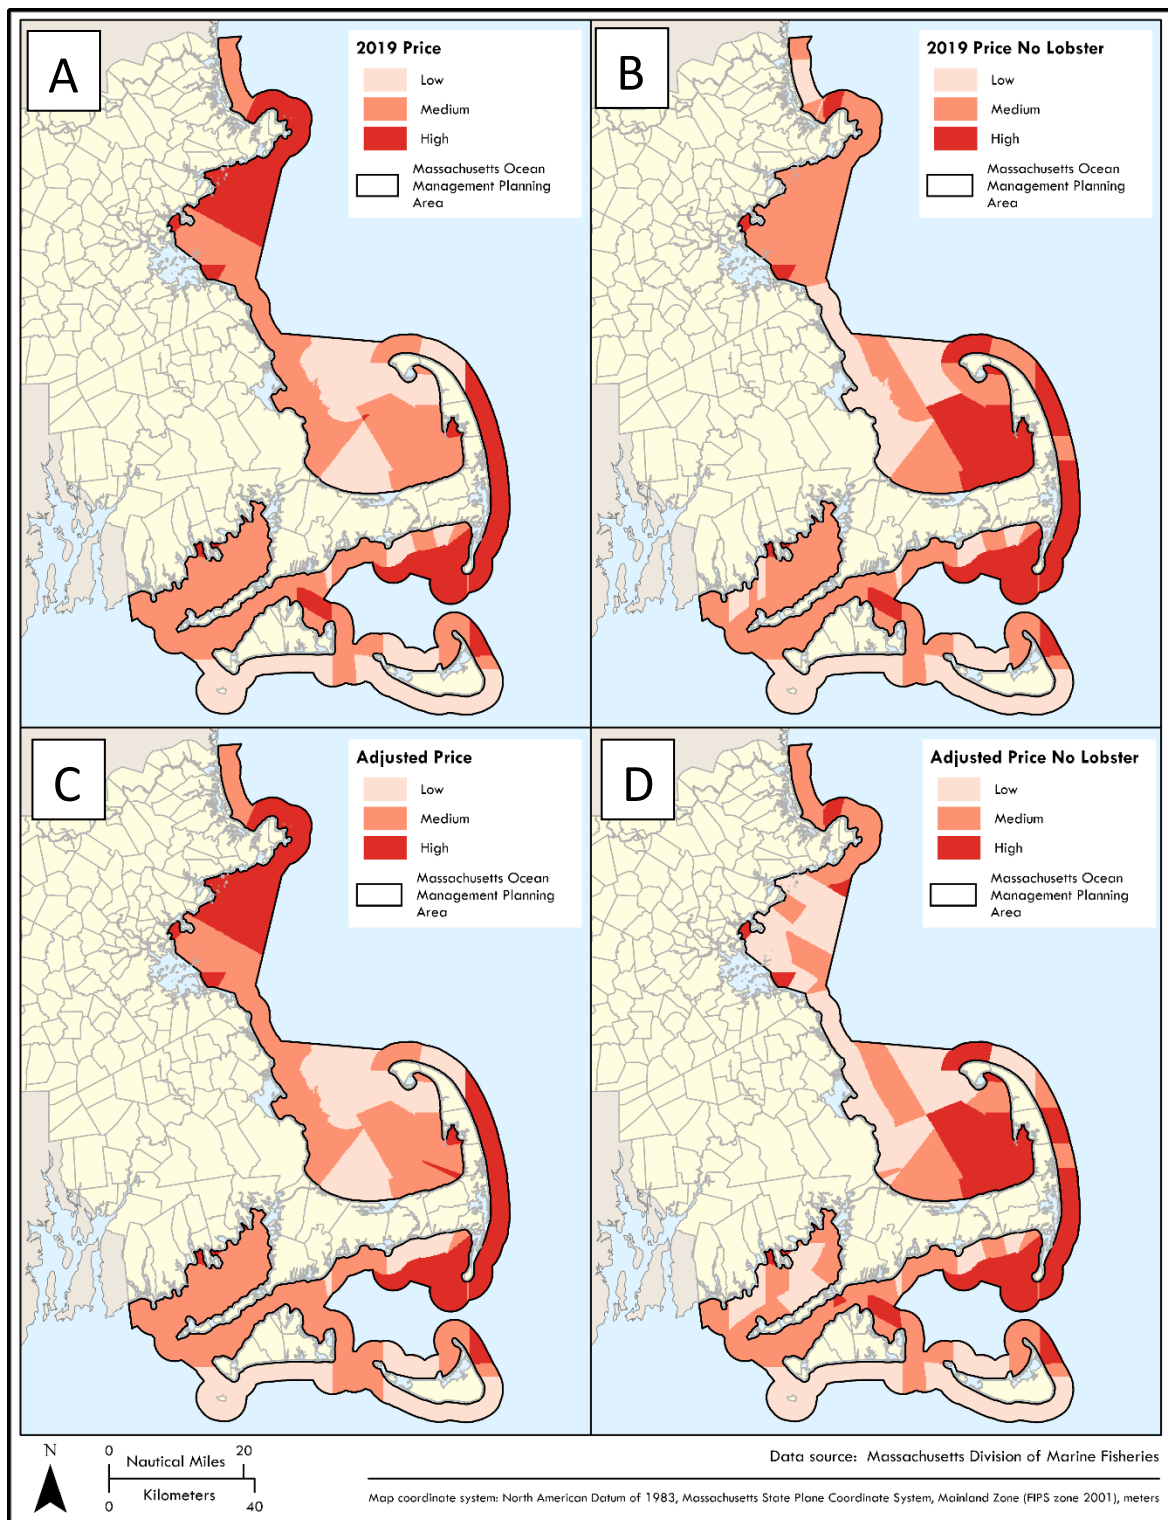 A
2019 Price
Low
Medium
High
Massachusetts Ocean
Management Planning
Area
B
2019 Price No Lobster
Low
Medium
High
Massachusetts Ocean
Management Planning
Area
C
Adjusted Price
Low
Medium
High
Massachusetts Ocean
Management Planning
Area
D
Adjusted Price No Lobster
Low
Medium
High
Massachusetts Ocean
Management Planning
Area
N
0 20
Nautical Miles
Kilometers
0 40
Data source: Massachusetts Division of Marine Fisheries
Map coordinate system: North American Datum of 1983, Massachusetts State Plane Coordinate System, Mainland Zone (FIPS zone 2001), meters